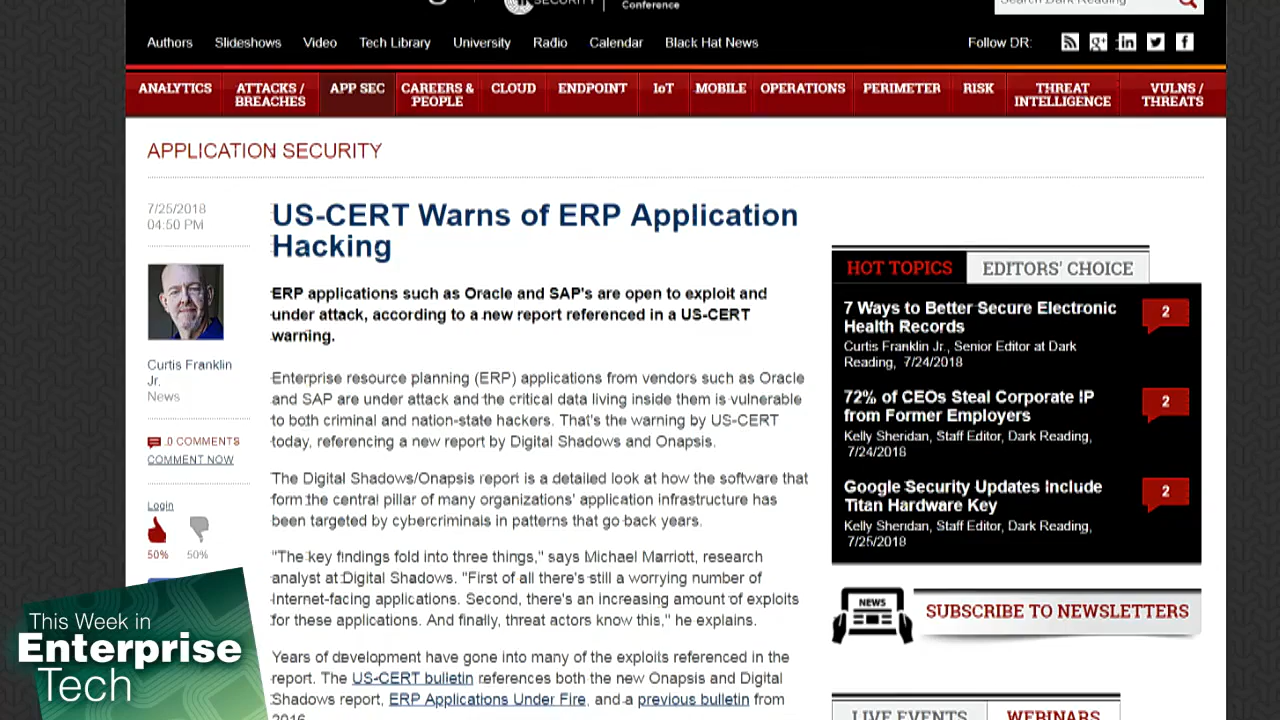 SECURITY
Conference
Search Dark Reading
Authors Slideshows Video Tech Library University Radio Calendar Black Hat News
Follow DR:
ANALYTICS
ATTACKS /
BREACHES
APP SEC
CAREERS &
PEOPLE
CLOUD
ENDPOINT
IoT
MOBILE
OPERATIONS
PERIMETER
RISK
THREAT
INTELLIGENCE
VULNS /
THREATS
APPLICATION SECURITY
7/25/2018
04:50 PM
Curtis Franklin
Jr.
News
0 COMMENTS
COMMENT NOW
Login
50% 50%
US-CERT Warns of ERP Application
Hacking
ERP applications such as Oracle and SAP's are open to exploit and
under attack, according to a new report referenced in a US-CERT
warning.
Enterprise resource planning (ERP) applications from vendors such as Oracle
and SAP are under attack and the critical data living inside them is vulnerable
to both criminal and nation-state hackers. That's the warning by US-CERT
today, referencing a new report by Digital Shadows and Onapsis.
The Digital Shadows/Onapsis report is a detailed look at how the software that
form the central pillar of many organizations' application infrastructure has
been targeted by cybercriminals in patterns that go back years.
"The key findings fold into three things," says Michael Marriott, research
analyst at Digital Shadows. "First of all there's still a worrying number of
Internet-facing applications. Second, there's an increasing amount of exploits
for these applications. And finally, threat actors know this," he explains.
Years of development have gone into many of the exploits referenced in the
report. The US-CERT bulletin references both the new Onapsis and Digital
Shadows report, ERP Applications Under Fire, and a previous bulletin from
2016
HOT TOPICS
EDITORS' CHOICE
7 Ways to Better Secure Electronic
Health Records
2
Curtis Franklin Jr., Senior Editor at Dark
Reading, 7/24/2018
72% of CEOs Steal Corporate IP
from Former Employers
2
Kelly Sheridan, Staff Editor, Dark Reading,
7/24/2018
Google Security Updates Include
Titan Hardware Key
2
Kelly Sheridan, Staff Editor, Dark Reading,
7/25/2018
NEWS
SUBSCRIBE TO NEWSLETTERS
LIVE EVENTS
WEBINARS
This Week in
Enterprise
Tech